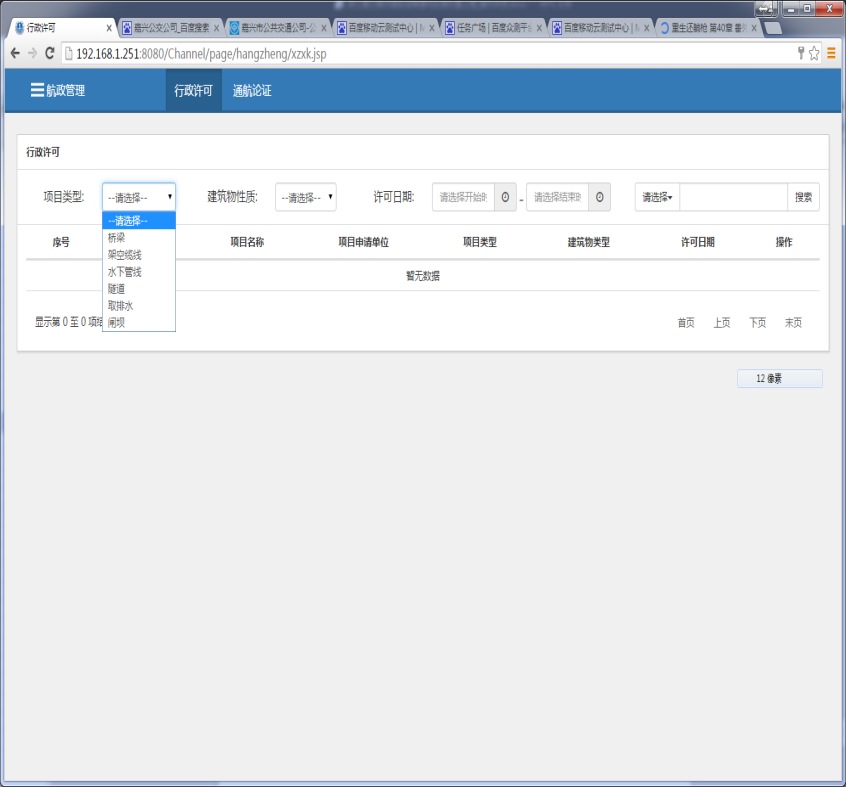 行政许可
嘉兴公交公司_百度搜索
嘉兴市公共交通公司-公
百度移动云测试中心 | M
任务广场 | 百度众测平台
百度移动云测试中心 | M
重生还躺枪 第40章 番外
192.168.1.251:8080/Channel/page/hangzheng/xzxk.jsp
航政管理 行政许可 通航论证
行政许可
项目类型: --请选择-- 建筑物性质: --请选择-- 许可日期: 请选择开始时 - 请选择结束时 请选择 搜索
--请选择--
桥梁
架空缆线
水下管线
隧道
取排水
闸坝
序号 项目名称 项目申请单位 项目类型 建筑物类型 许可日期 操作
暂无数据
显示第 0 至 0 项结
首页 上页 下页 末页
12 像素